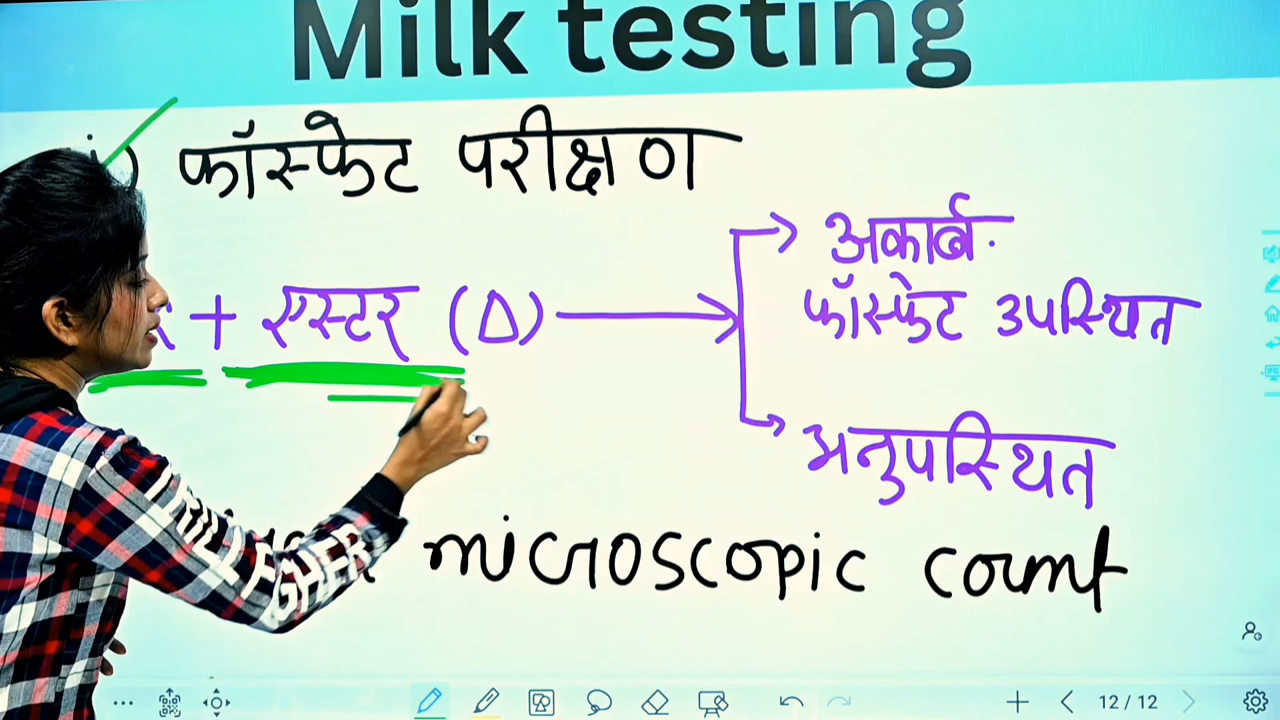 Milk testing
फॉस्फेट परीक्षण
+ एस्टर (Δ)
अकार्ब.
फॉस्फेट उपस्थित
अनुपस्थित
microscopic count
12 / 12